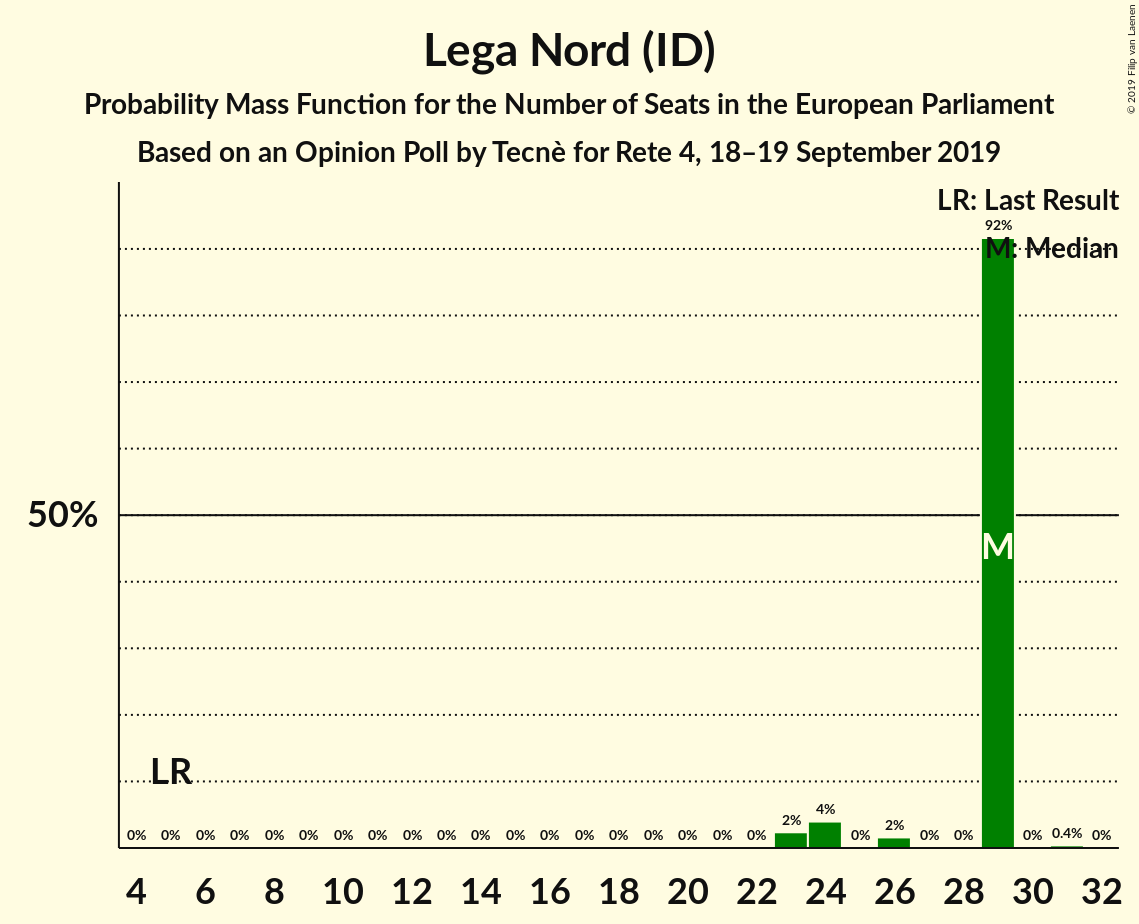 Lega Nord (ID)
Probability Mass Function for the Number of Seats in the European Parliament
Based on an Opinion Poll by Tecnè for Rete 4, 18–19 September 2019
© 2019 Filip van Laenen
LR: Last Result
M: Median
92%
50%
M
LR
0% 0% 0% 0% 0% 0% 0% 0% 0% 0% 0% 0% 0% 0% 0% 0% 0% 0% 0% 2% 4% 0% 2% 0% 0% 0% 0.4% 0%
4 6 8 10 12 14 16 18 20 22 24 26 28 30 32